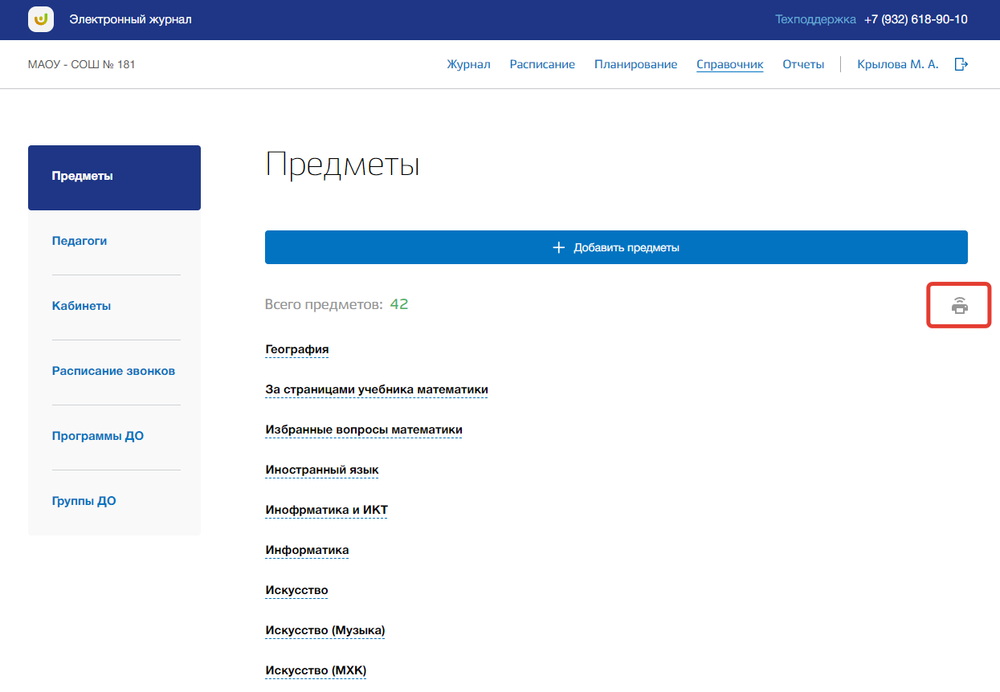 Электронный журнал
Техподдержка +7 (932) 618-90-10
МАОУ - СОШ № 181
Журнал Расписание Планирование Справочник Отчеты Крылова М. А.
Предметы
Педагоги
Кабинеты
Расписание звонков
Программы ДО
Группы ДО
Предметы
Добавить предметы
Всего предметов: 42
География
За страницами учебника математики
Избранные вопросы математики
Иностранный язык
Инофрматика и ИКТ
Информатика
Искусство
Искусство (Музыка)
Искусство (МХК)